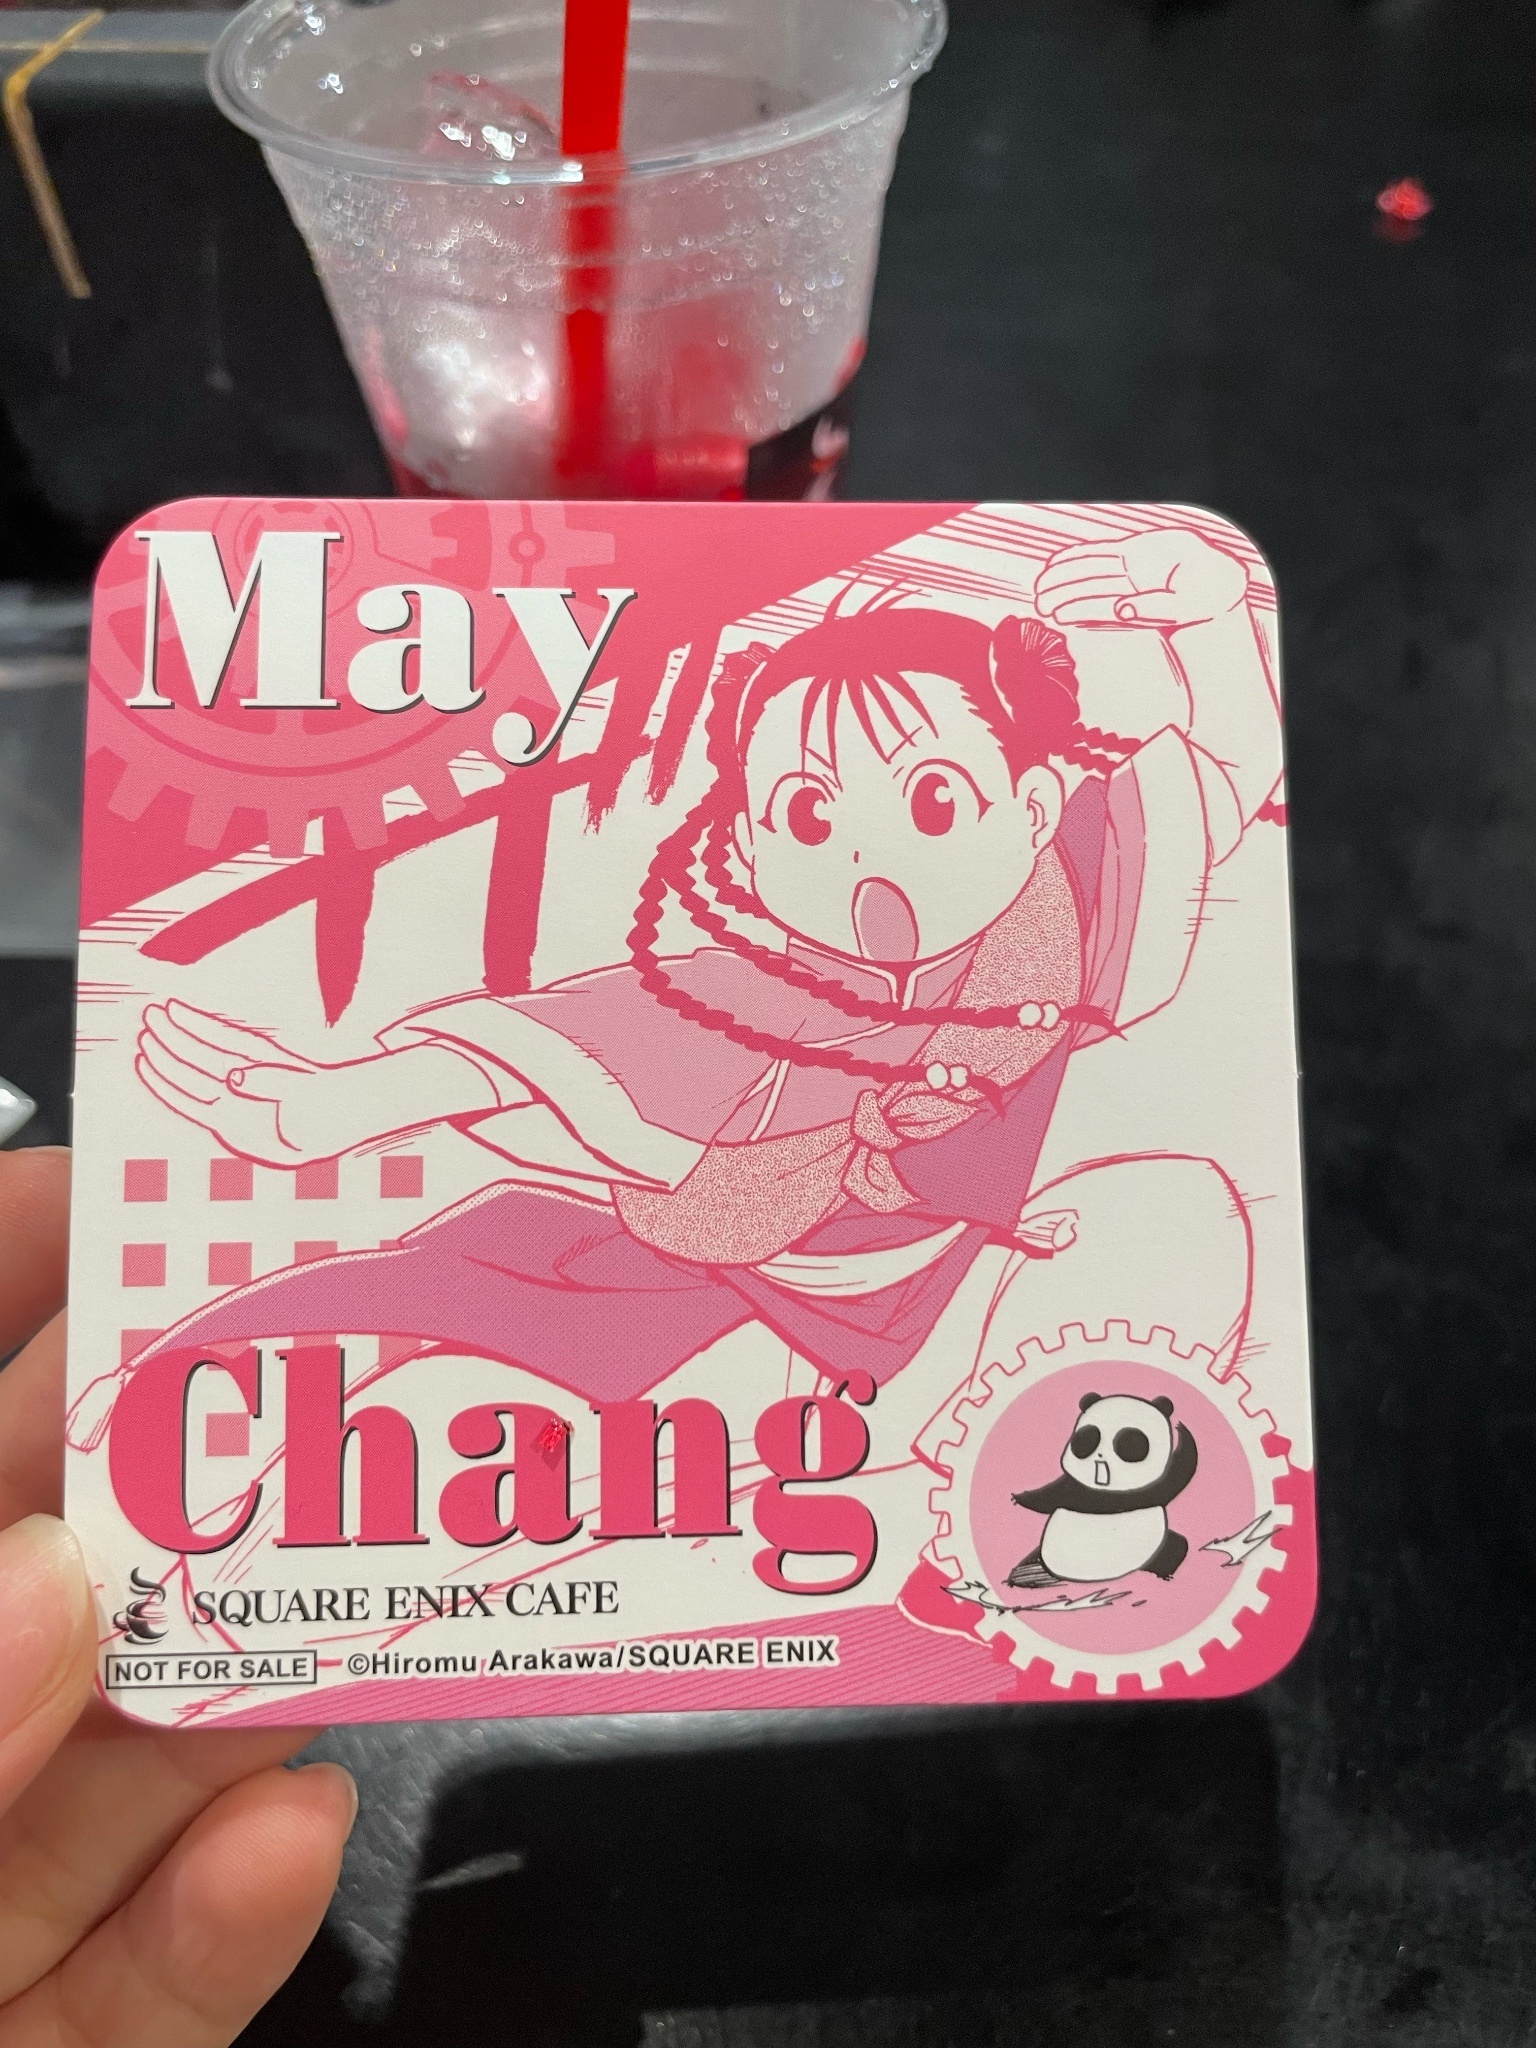 May
Chang
SQUARE ENIX CAFE
NOT FOR SALE ©Hiromu Arakawa/SQUARE ENIX